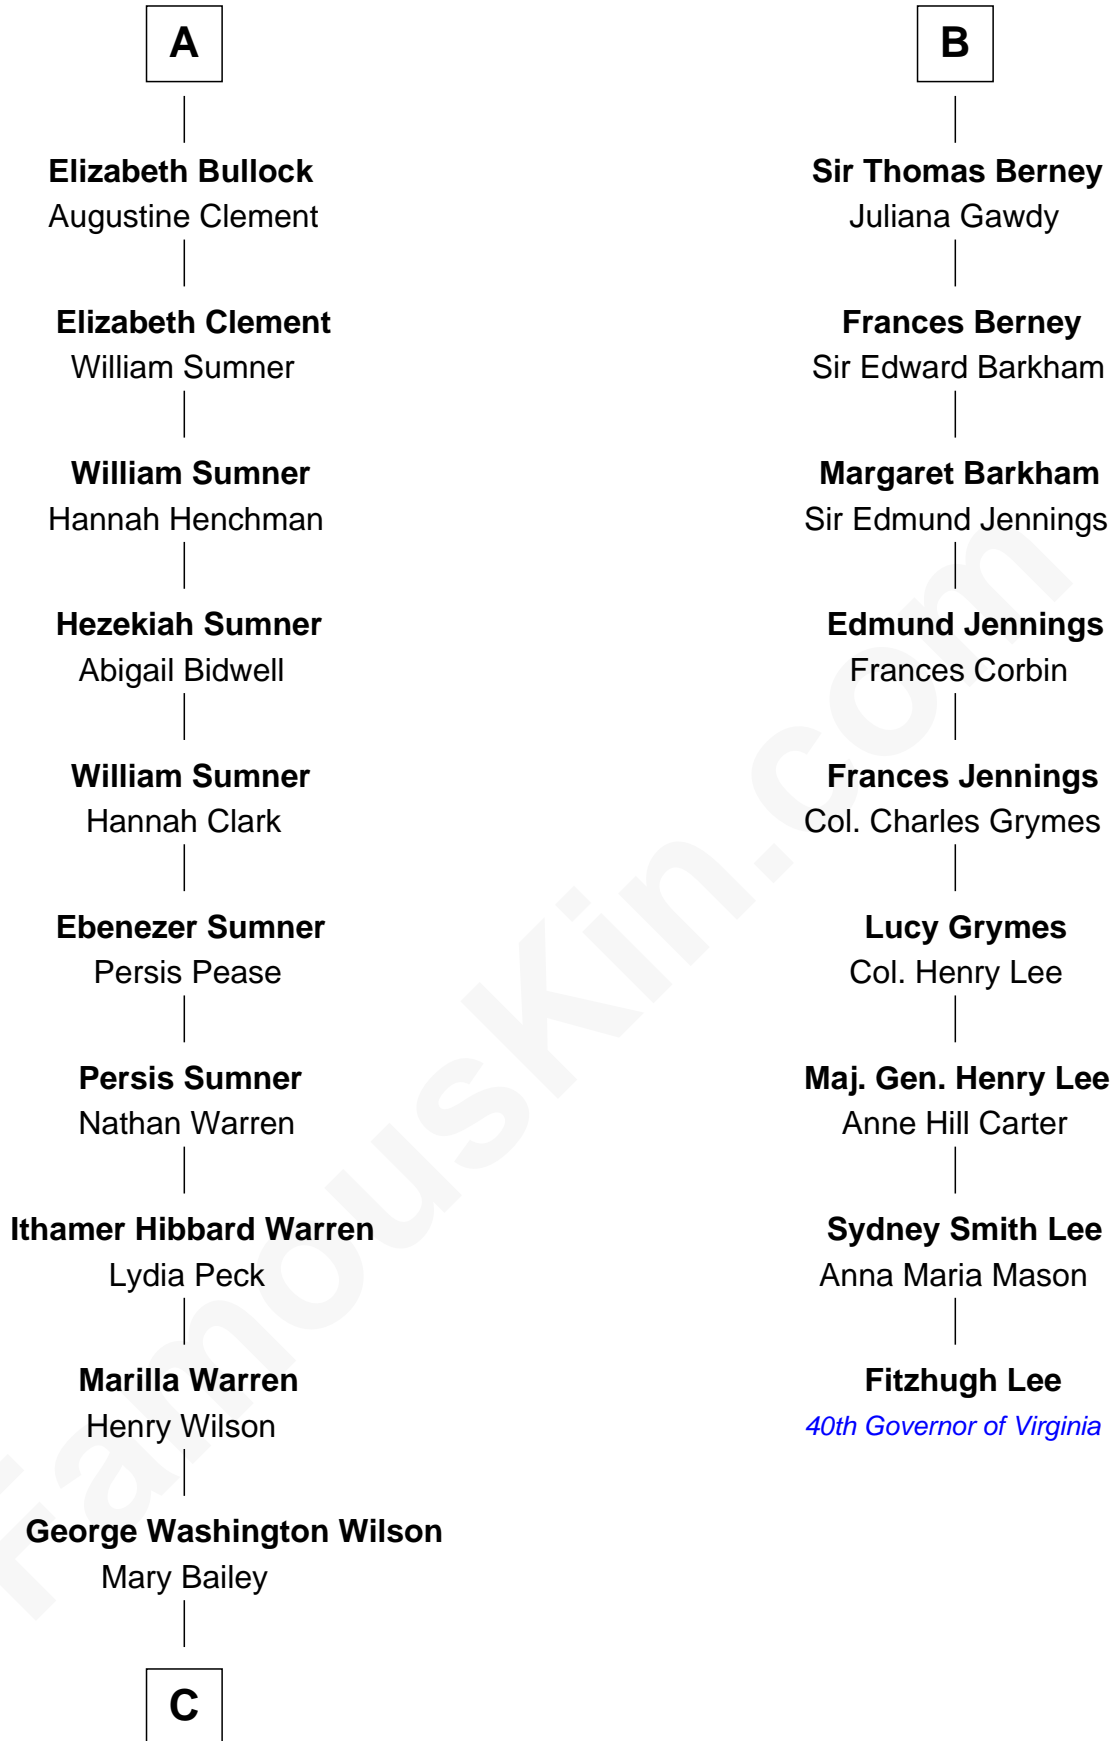 A
Elizabeth Bullock
Augustine Clement
Elizabeth Clement
William Sumner
William Sumner
Hannah Henchman
Hezekiah Sumner
Abigail Bidwell
William Sumner
Hannah Clark
Ebenezer Sumner
Persis Pease
Persis Sumner
Nathan Warren
Ithamer Hibbard Warren
Lydia Peck
Marilla Warren
Henry Wilson
George Washington Wilson
Mary Bailey
C
B
Sir Thomas Berney
Juliana Gawdy
Frances Berney
Sir Edward Barkham
Margaret Barkham
Sir Edmund Jennings
Edmund Jennings
Frances Corbin
Frances Jennings
Col. Charles Grymes
Lucy Grymes
Col. Henry Lee
Maj. Gen. Henry Lee
Anne Hill Carter
Sydney Smith Lee
Anna Maria Mason
Fitzhugh Lee
40th Governor of Virginia
FamousKin.com